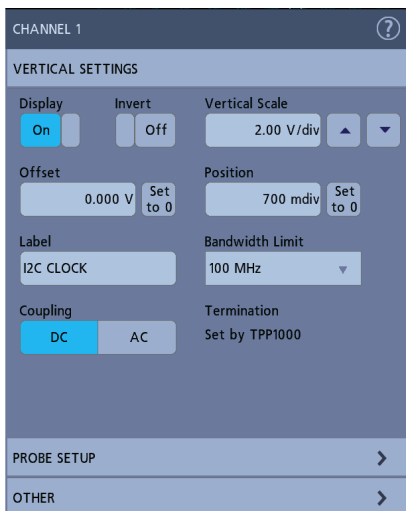 CHANNEL 1 ?
VERTICAL SETTINGS
Display Invert Vertical Scale
On Off 2.00 V/div
Offset Position
0.000 V Set to 0 700 mdiv Set to 0
Label Bandwidth Limit
I2C CLOCK 100 MHz
Coupling Termination
DC AC Set by TPP1000
PROBE SETUP
OTHER